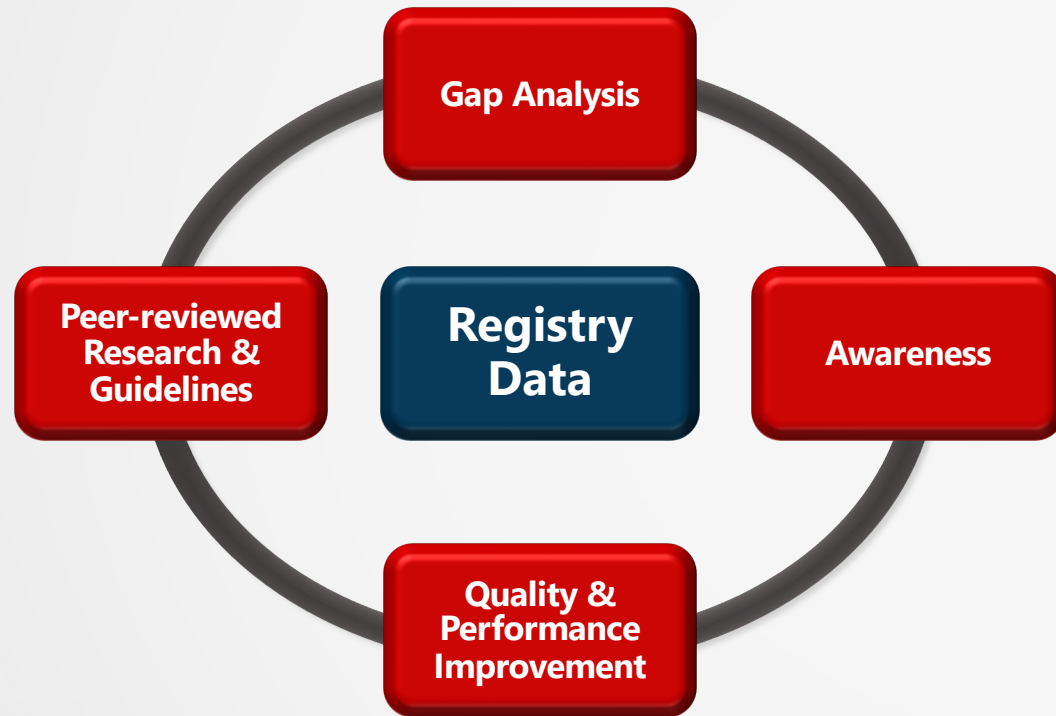 Gap Analysis
Peer-reviewed
Research &
Guidelines
Registry
Data
Awareness
Quality &
Performance
Improvement